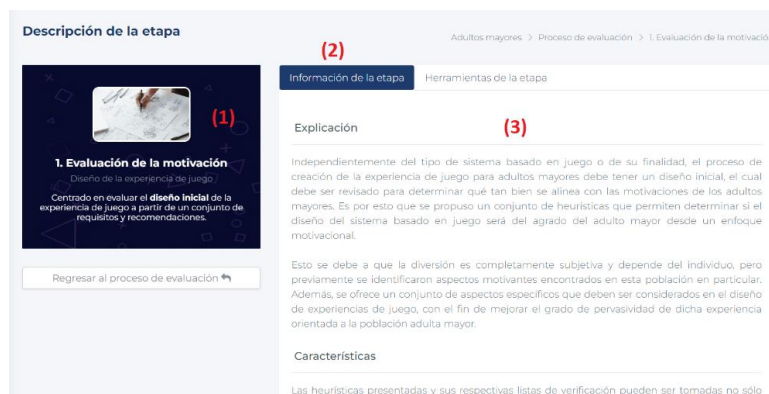 Descripción de la etapa
Adultos mayores > Proceso de evaluación > 1. Evaluación de la motivació
(2)
Información de la etapa
Herramientas de la etapa
(1)
1. Evaluación de la motivación
Diseño de la experiencia de juego
Centrado en evaluar el diseño inicial de la
experiencia de juego a partir de un conjunto de
requisitos y recomendaciones.
Regresar al proceso de evaluación
Explicación
(3)
Independientemente del tipo de sistema basado en juego o de su finalidad, el proceso de
creación de la experiencia de juego para adultos mayores debe tener un diseño inicial, el cual
debe ser revisado para determinar qué tan bien se alinea con las motivaciones de los adultos
mayores. Es por esto que se propuso un conjunto de heurísticas que permiten determinar si el
diseño del sistema basado en juego será del agrado del adulto mayor desde un enfoque
motivacional.
Esto se debe a que la diversión es completamente subjetiva y depende del individuo, pero
previamente se identificaron aspectos motivantes encontrados en esta población en particular.
Además, se ofrece un conjunto de aspectos específicos que deben ser considerados en el diseño
de experiencias de juego, con el fin de mejorar el grado de pervasividad de dicha experiencia
orientada a la población adulta mayor.
Características
Las heurísticas presentadas y sus respectivas listas de verificación pueden ser tomadas no sólo